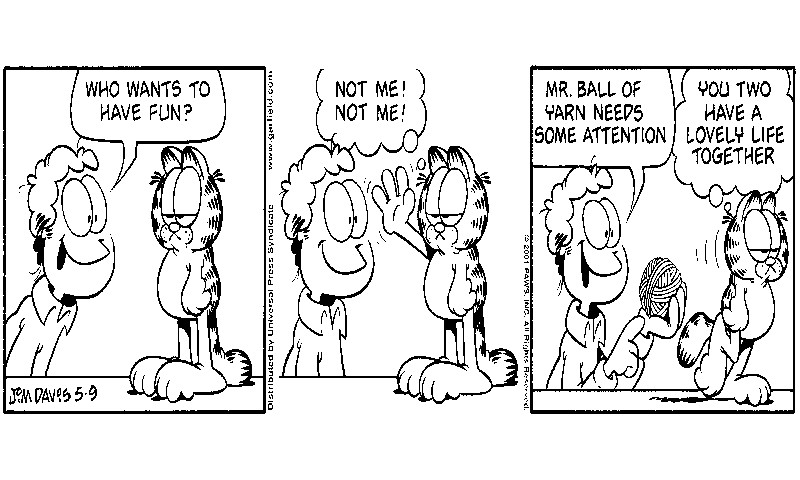 WHO WANTS TO
HAVE FUN?
JIM DAVIS 5-9
www.garfield.com
Distributed by Universal Press Syndicate
NOT ME!
NOT ME!
© 2001 PAWS, INC. All Rights Reserved.
MR. BALL OF
YARN NEEDS
SOME ATTENTION
YOU TWO
HAVE A
LOVELY LIFE
TOGETHER